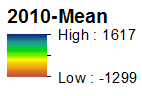 2010-Mean
High : 1617
Low : -1299